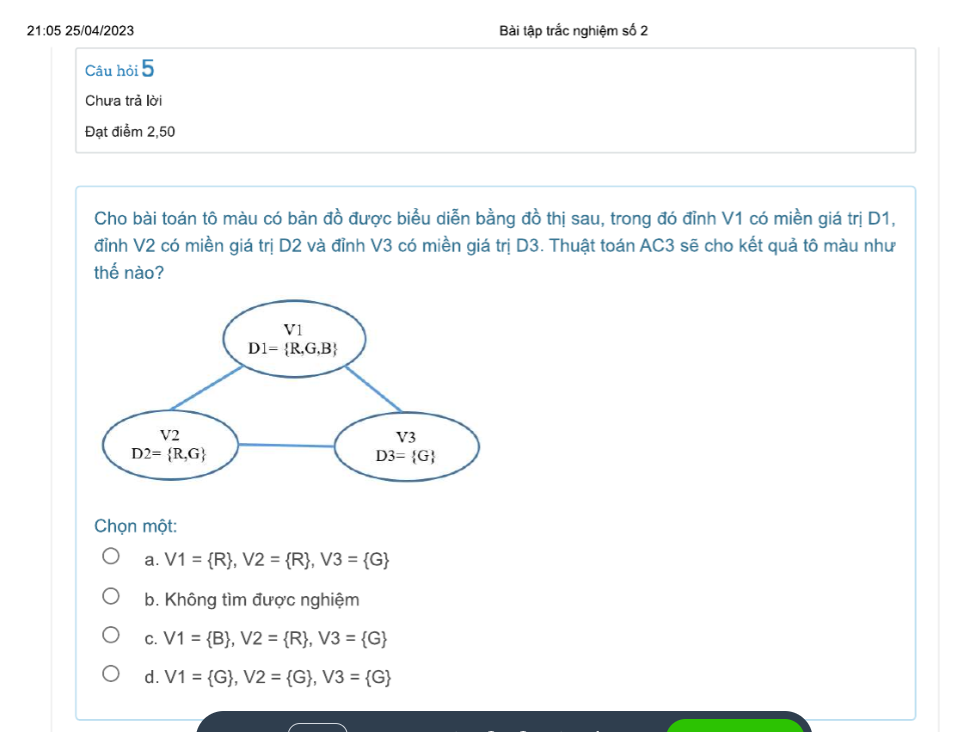 21:05 25/04/2023
Bài tập trắc nghiệm số 2
Câu hỏi 5
Chưa trả lời
Đạt điểm 2,50
Cho bài toán tô màu có bản đồ được biểu diễn bằng đồ thị sau, trong đó đỉnh V1 có miền giá trị D1,
đỉnh V2 có miền giá trị D2 và đỉnh V3 có miền giá trị D3. Thuật toán AC3 sẽ cho kết quả tô màu như
thế nào?
V1
D1= {R,G,B}
V2
D2= {R,G}
V3
D3= {G}
Chọn một:
a. V1 = {R}, V2 = {R}, V3 = {G}
b. Không tìm được nghiệm
c. V1 = {B}, V2 = {R}, V3 = {G}
d. V1 = {G}, V2 = {G}, V3 = {G}